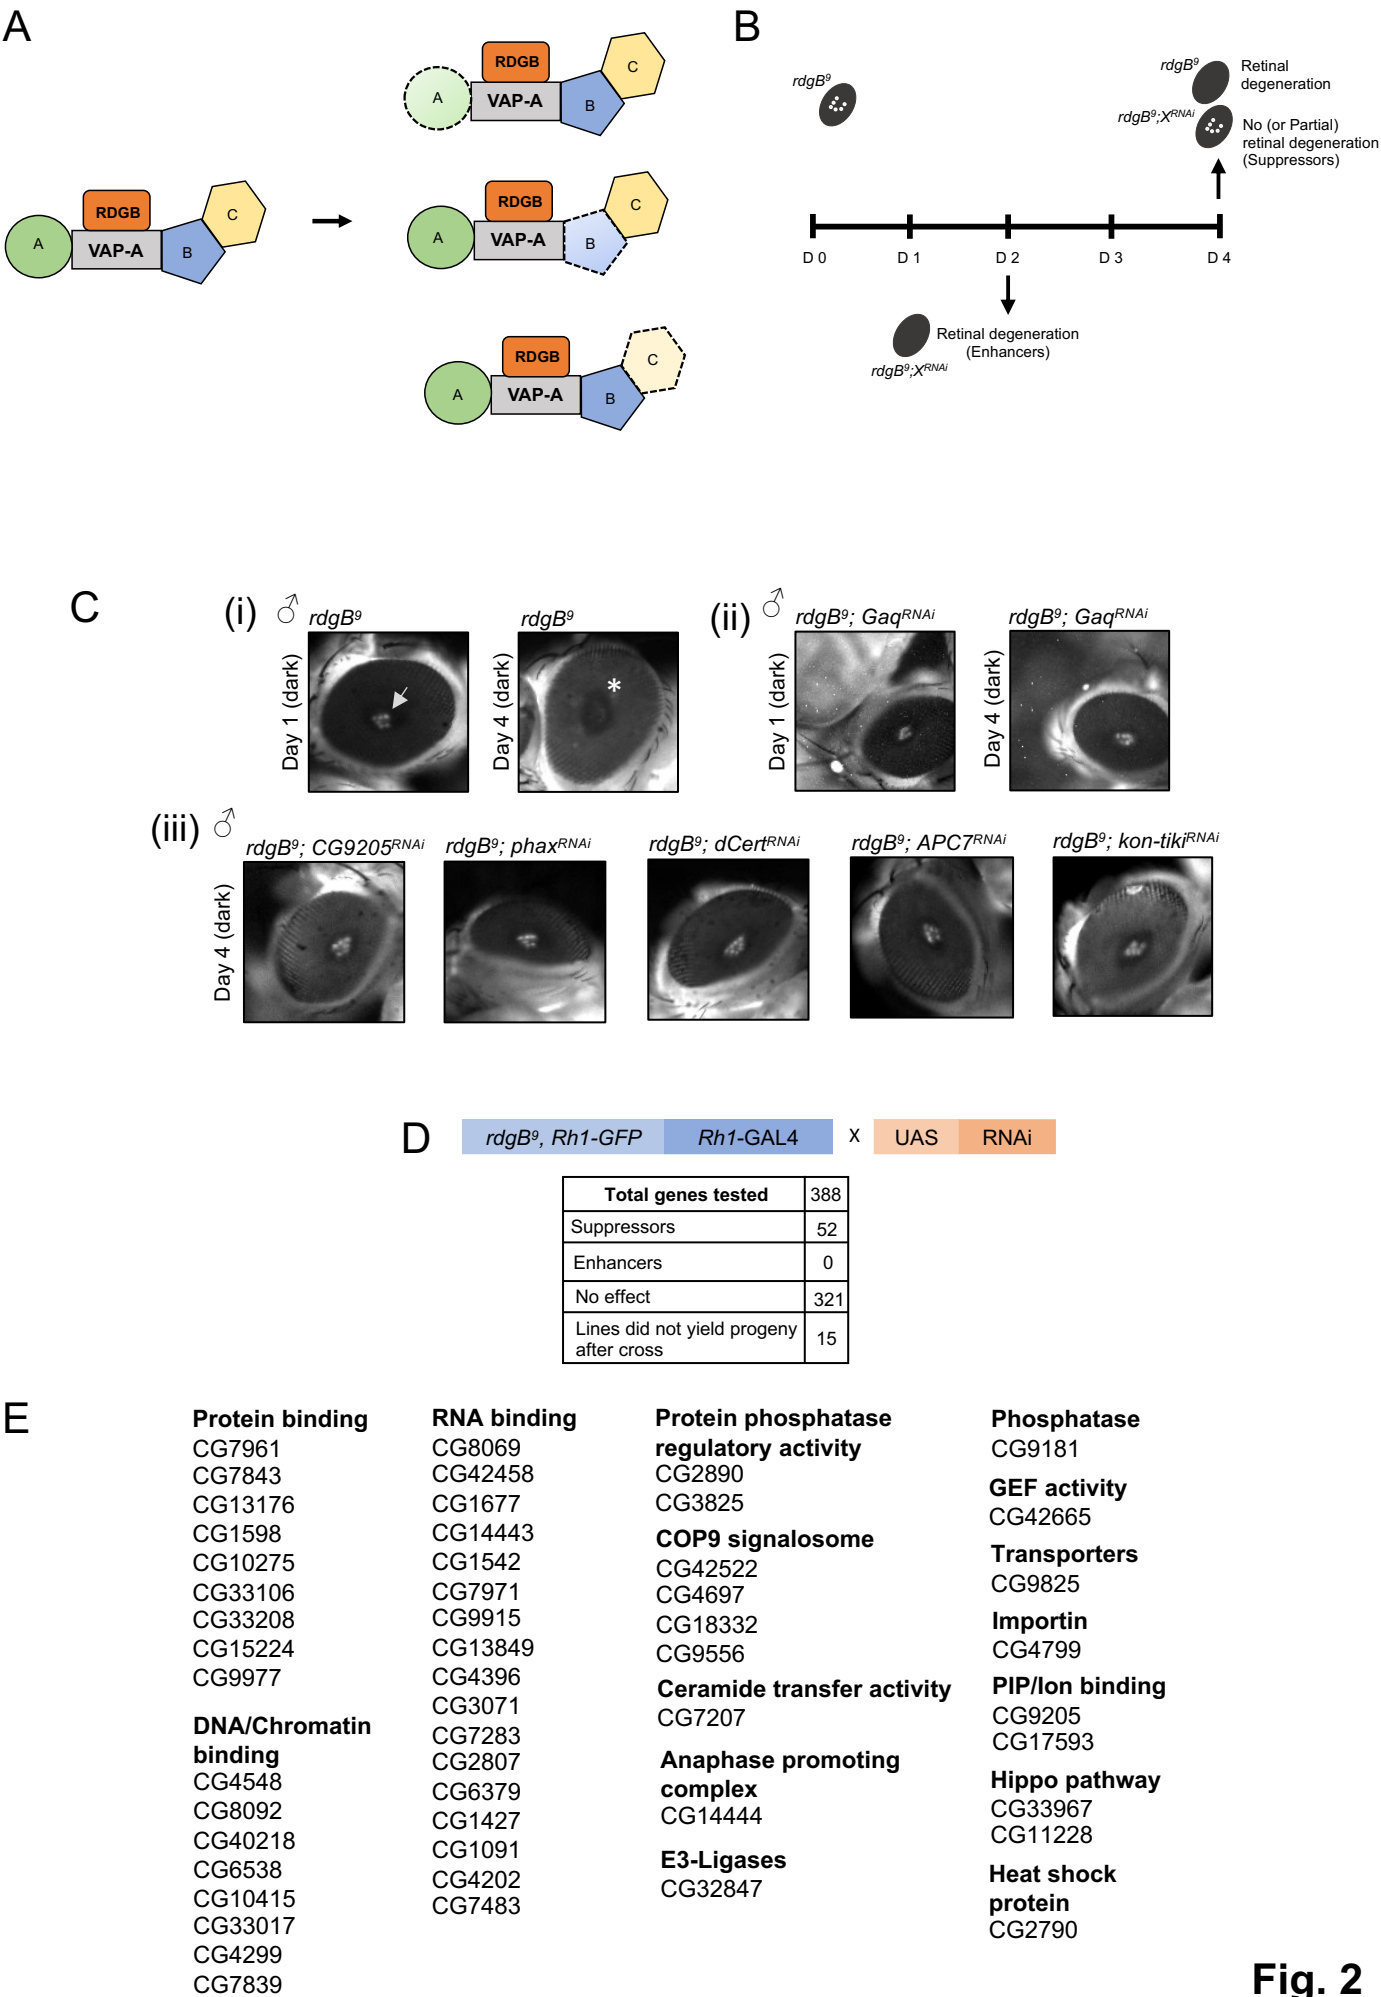 A
RDGB
VAP-A
A
B
C
RDGB
VAP-A
A
B
C
RDGB
VAP-A
A
B
C
RDGB
VAP-A
A
B
C
B
rdgB9
rdgB9
Retinal
degeneration
rdgB9;XRNAi
No (or Partial)
retinal degeneration
(Suppressors)
D 0
D 1
D 2
D 3
D 4
Retinal degeneration
(Enhancers)
rdgB9;XRNAi
C
(i) ♂
rdgB9
rdgB9
Day 1 (dark)
Day 4 (dark)
*
(ii) ♂
rdgB9; GaqRNAi
rdgB9; GaqRNAi
Day 1 (dark)
Day 4 (dark)
(iii) ♂
rdgB9; CG9205RNAi
rdgB9; phaxRNAi
rdgB9; dCertRNAi
rdgB9; APC7RNAi
rdgB9; kon-tikiRNAi
Day 4 (dark)
D
rdgB9, Rh1-GFP Rh1-GAL4 X UAS RNAi
Total genes tested 388
Suppressors 52
Enhancers 0
No effect 321
Lines did not yield progeny
after cross 15
E
Protein binding
CG7961
CG7843
CG13176
CG1598
CG10275
CG33106
CG33208
CG15224
CG9977
DNA/Chromatin
binding
CG4548
CG8092
CG40218
CG6538
CG10415
CG33017
CG4299
CG7839
RNA binding
CG8069
CG42458
CG1677
CG14443
CG1542
CG7971
CG9915
CG13849
CG4396
CG3071
CG7283
CG2807
CG6379
CG1427
CG1091
CG4202
CG7483
Protein phosphatase
regulatory activity
CG2890
CG3825
COP9 signalosome
CG42522
CG4697
CG18332
CG9556
Ceramide transfer activity
CG7207
Anaphase promoting
complex
CG14444
E3-Ligases
CG32847
Phosphatase
CG9181
GEF activity
CG42665
Transporters
CG9825
Importin
CG4799
PIP/Ion binding
CG9205
CG17593
Hippo pathway
CG33967
CG11228
Heat shock
protein
CG2790
Fig. 2